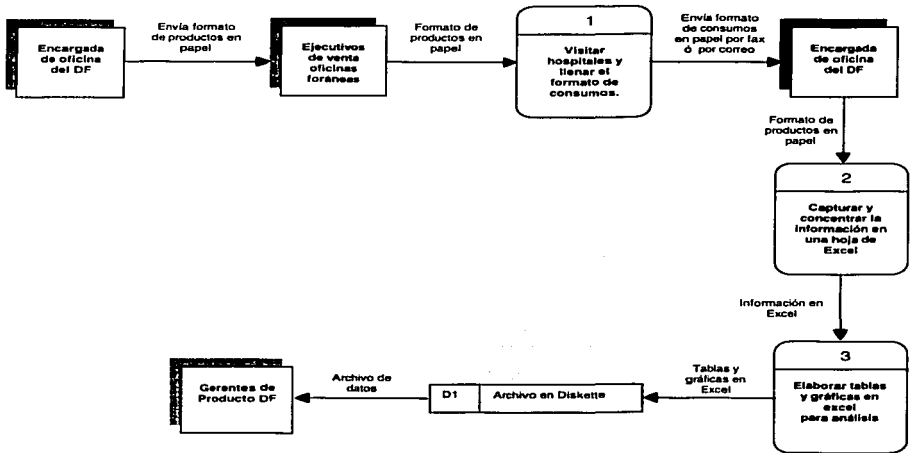 Encargada
de oficina
del DF
Envía formato
de productos en
papel
Ejecutivos
de venta
oficinas
foráneas
Formato de
productos en
papel
1
Visitar
hospitales y
llenar el
formato de
consumos.
Envía formato
de consumos
en papel por fax
ó por correo
Encargada
de oficina
del DF
Formato de
productos en
papel
2
Capturar y
concentrar la
información en
una hoja de
Excel
Información en
Excel
3
Elaborar tablas
y gráficas en
excel
para análisis
Tablas y
gráficas en
Excel
D1 Archivo en Diskette
Archivo de
datos
Gerentes de
Producto DF